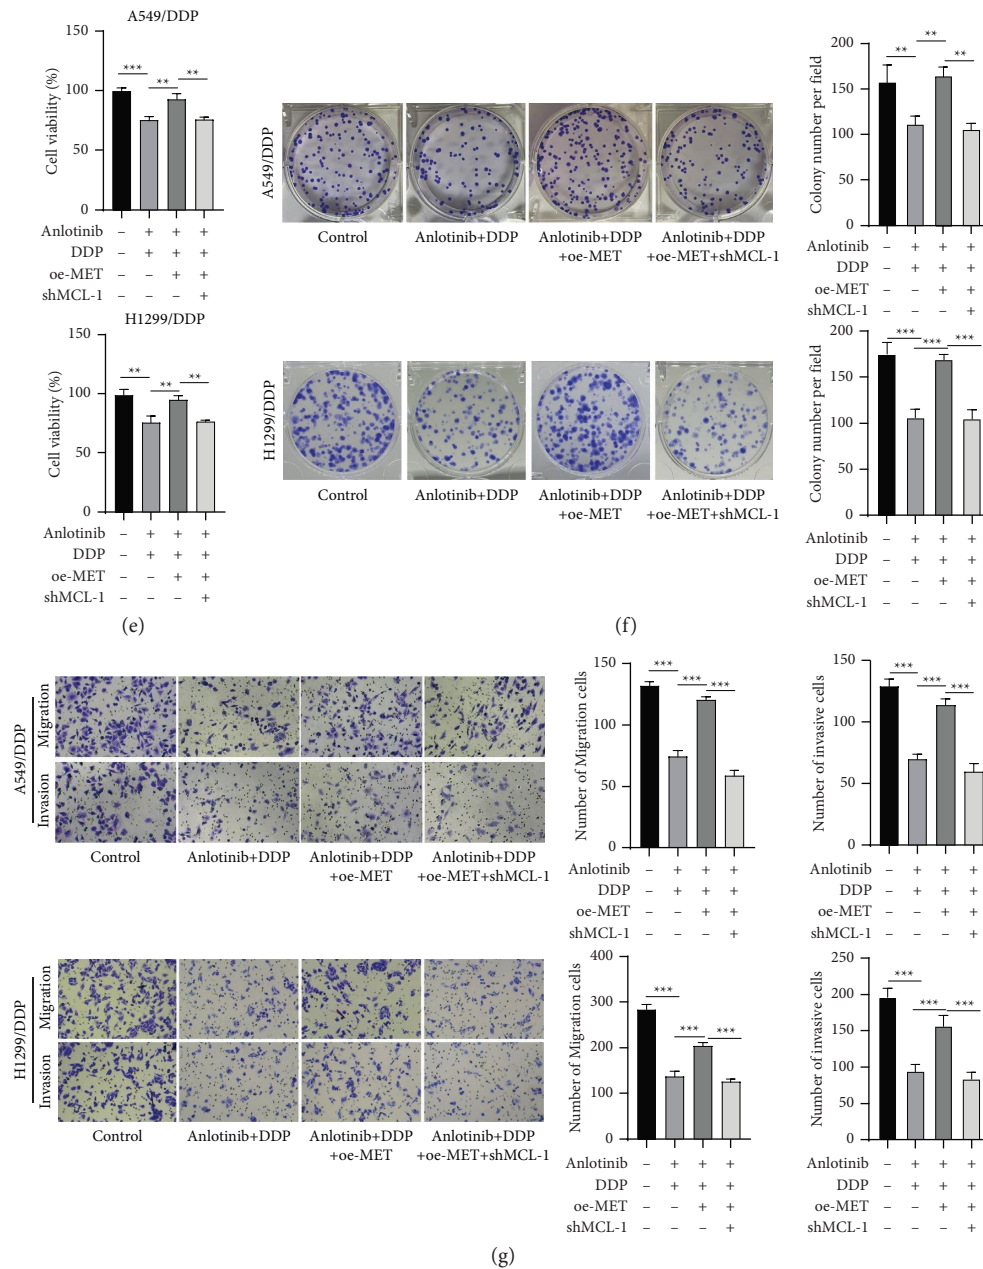 A549/DDP
Cell viability (%)
150
100
50
0
*** ** **
Anlotinib – + + +
DDP – + + +
oe-MET – – + +
shMCL-1 – – – +
H1299/DDP
Cell viability (%)
150
100
50
0
** ** **
Anlotinib – + + +
DDP – + + +
oe-MET – – + +
shMCL-1 – – – +
(e)
A549/DDP
Control
Anlotinib+DDP
Anlotinib+DDP
+oe-MET
Anlotinib+DDP
+oe-MET+shMCL-1
Colony number per field
200
150
100
50
0
** ** **
Anlotinib – + + +
DDP – + + +
oe-MET – – + +
shMCL-1 – – – +
H1299/DDP
Control
Anlotinib+DDP
Anlotinib+DDP
+oe-MET
Anlotinib+DDP
+oe-MET+shMCL-1
Colony number per field
200
150
100
50
0
*** *** ***
Anlotinib – + + +
DDP – + + +
oe-MET – – + +
shMCL-1 – – – +
(f)
A549/DDP
Migration
Invasion
Control
Anlotinib+DDP
Anlotinib+DDP
+oe-MET
Anlotinib+DDP
+oe-MET+shMCL-1
Number of Migration cells
150
100
50
0
*** *** ***
Anlotinib – + + +
DDP – + + +
oe-MET – – + +
shMCL-1 – – – +
Number of invasive cells
150
100
50
0
*** *** ***
Anlotinib – + + +
DDP – + + +
oe-MET – – + +
shMCL-1 – – – +
H1299/DDP
Migration
Invasion
Control
Anlotinib+DDP
Anlotinib+DDP
+oe-MET
Anlotinib+DDP
+oe-MET+shMCL-1
Number of Migration cells
400
300
200
100
0
*** *** ***
Anlotinib – + + +
DDP – + + +
oe-MET – – + +
shMCL-1 – – – +
Number of invasive cells
250
200
150
100
50
0
*** *** ***
Anlotinib – + + +
DDP – + + +
oe-MET – – + +
shMCL-1 – – – +
(g)